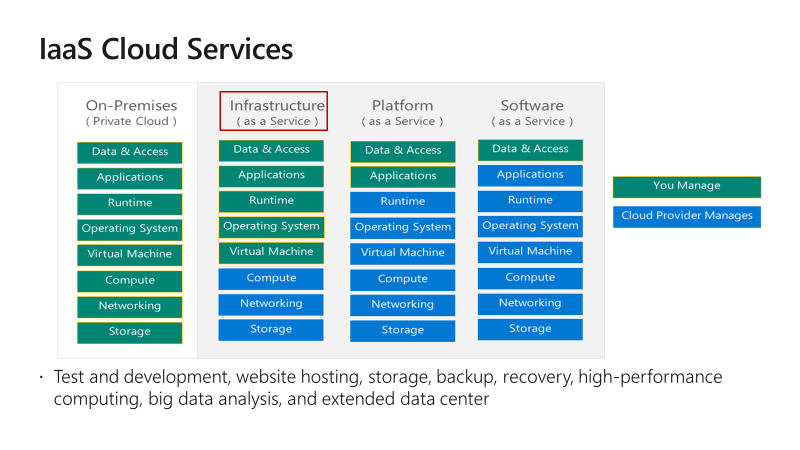 IaaS Cloud Services
On-Premises
( Private Cloud )
Data & Access
Applications
Runtime
Operating System
Virtual Machine
Compute
Networking
Storage
Infrastructure
( as a Service )
Data & Access
Applications
Runtime
Operating System
Virtual Machine
Compute
Networking
Storage
Platform
( as a Service )
Data & Access
Applications
Runtime
Operating System
Virtual Machine
Compute
Networking
Storage
Software
( as a Service )
Data & Access
Applications
Runtime
Operating System
Virtual Machine
Compute
Networking
Storage
You Manage
Cloud Provider Manages
· Test and development, website hosting, storage, backup, recovery, high-performance
computing, big data analysis, and extended data center